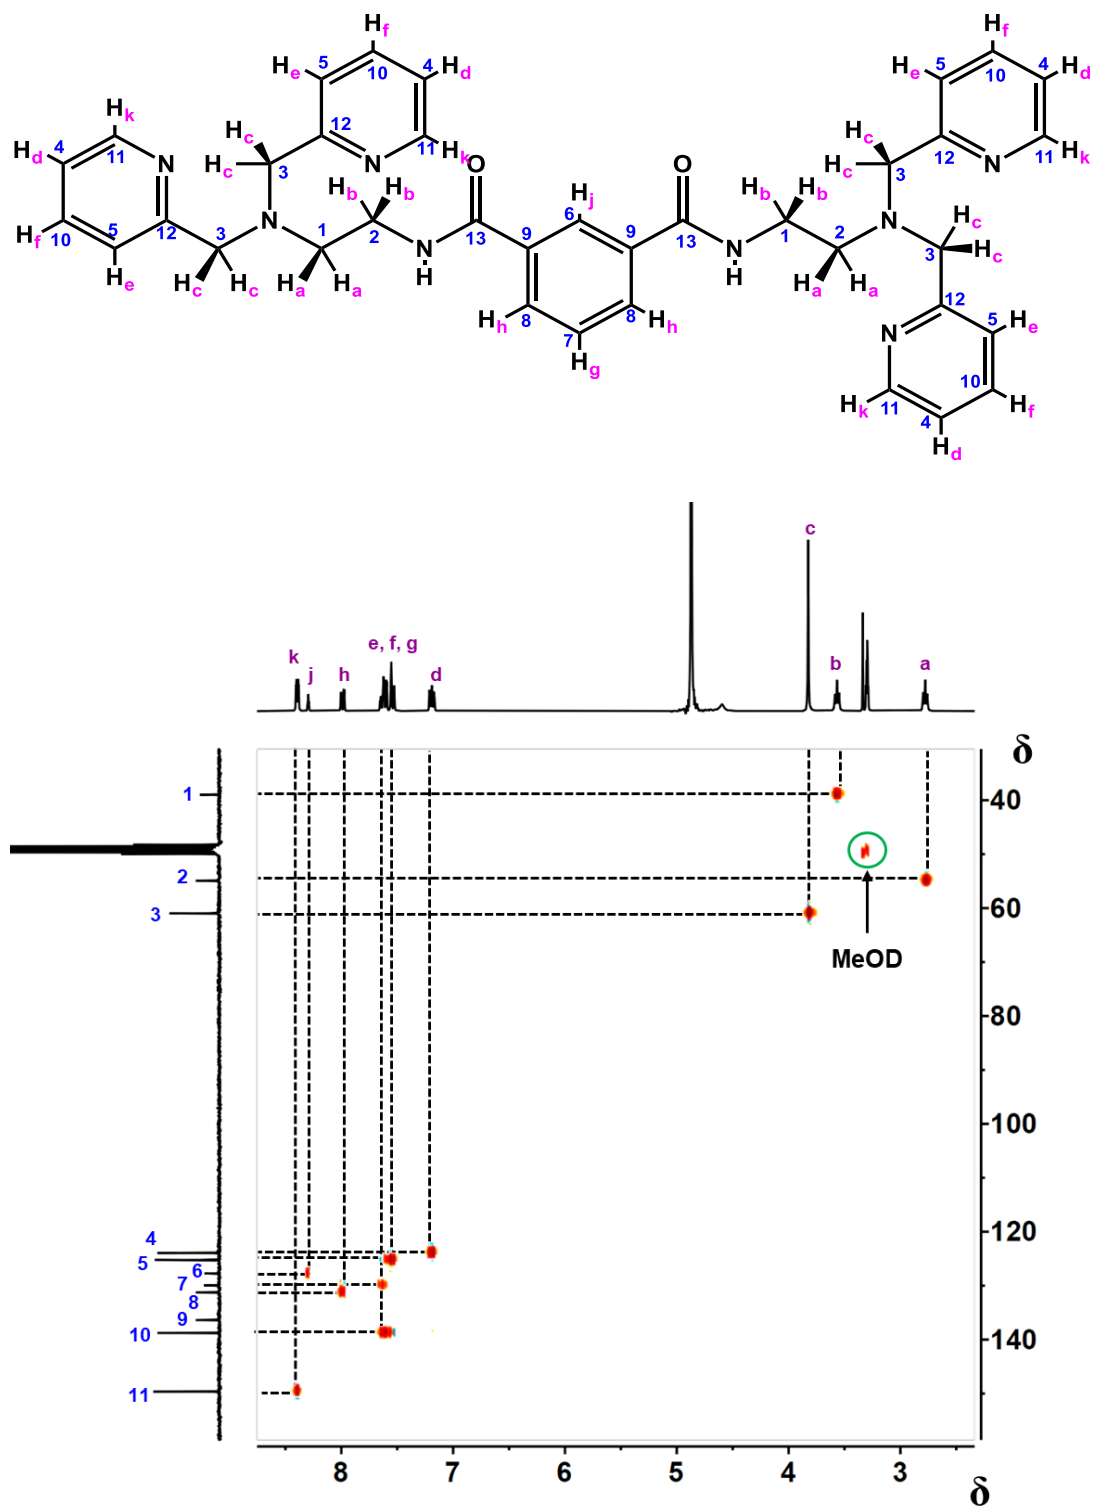 Hf
He 5 4 Hd
10
Hk 12 11 Hk
Hd 4 11 N Hc N
Hc 3
Hf 10 5 12 3 N 1 2 N H
He Hc Hc Ha Ha
Hb Hb O 13 9 6 Hj 9 O 13
Hh 8 7 8 Hh
Hg
Hb Hb N H 1 2 N
Ha Ha
Hf
He 5 4 Hd
10
12 11 Hk
Hc N
Hc 3
Hc
3 Hc
12
N 5 He
10
Hk 11 4 Hf
Hd
c
k j h e, f, g d b a
δ
1
2
3
4
5
6
7
8
9
10
11
40
60
80
100
120
140
MeOD
8 7 6 5 4 3
δ